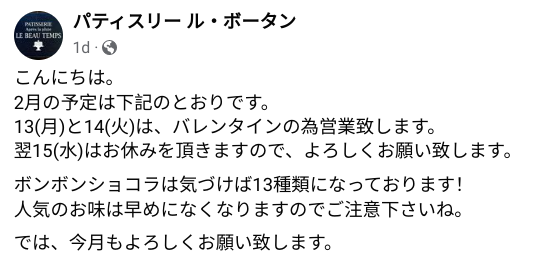 PATISSERIE
LE BEAU TEMPS
パティスリー ル・ボータン
1d ·
こんにちは。
2月の予定は下記のとおりです。
13(月)と14(火)は、バレンタインの為営業致します。
翌15(水)はお休みを頂きますので、よろしくお願い致します。
ボンボンショコラは気づけば13種類になっております！
人気のお味は早めになくなりますのでご注意下さいね。
では、今月もよろしくお願い致します。